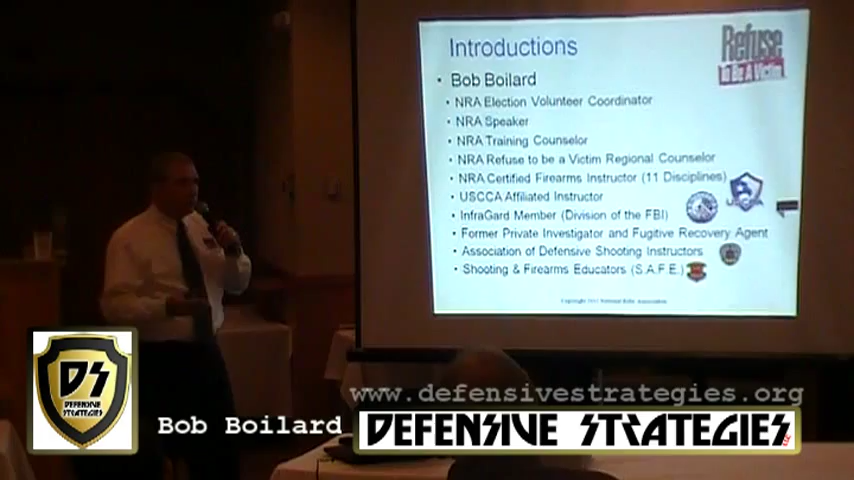 Introductions
Refuse
To Be A Victim
• Bob Boilard
• NRA Election Volunteer Coordinator
• NRA Speaker
• NRA Training Counselor
• NRA Refuse to be a Victim Regional Counselor
• NRA Certified Firearms Instructor (11 Disciplines)
USCCA
• USCCA Affiliated Instructor
• InfraGard Member (Division of the FBI)
• Former Private Investigator and Fugitive Recovery Agent
• Association of Defensive Shooting Instructors
• Shooting & Firearms Educators (S.A.F.E.)
DS
DEFENSIVE
STRATEGIES
www.defensivestrategies.org
Bob Boilard
DEFENSIVE STRATEGIES